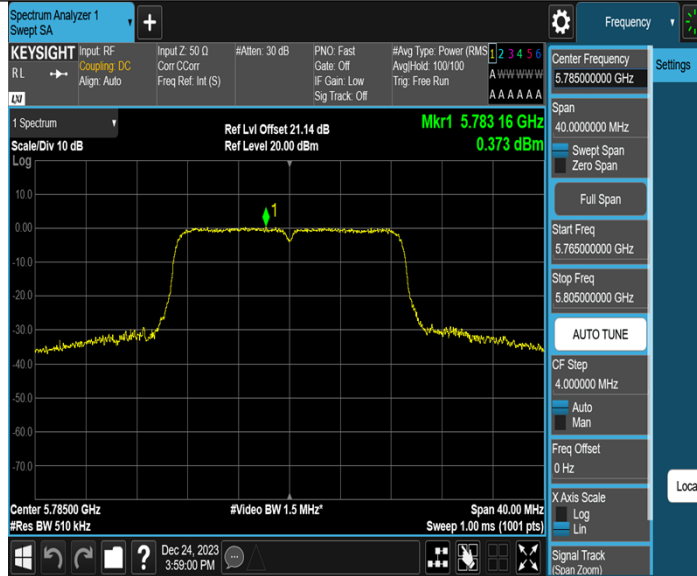 Spectrum Analyzer 1
Swept SA
Frequency
KEYSIGHT
RL
LXI
Input: RF
Coupling: DC
Align: Auto
Input Z: 50 Ω
Corr CCorr
Freq Ref: Int (S)
#Atten: 30 dB
PNO: Fast
Gate: Off
IF Gain: Low
Sig Track: Off
#Avg Type: Power (RMS
Avg|Hold: 100/100
Trig: Free Run
1 2 3 4 5 6
A W W W W W
A A A A A A
1 Spectrum
Scale/Div 10 dB
Ref Lvl Offset 21.14 dB
Ref Level 20.00 dBm
Mkr1 5.783 16 GHz
0.373 dBm
Log
10.0
0.00
-10.0
-20.0
-30.0
-40.0
-50.0
-60.0
-70.0
1
Center 5.78500 GHz
#Res BW 510 kHz
#Video BW 1.5 MHz*
Span 40.00 MHz
Sweep 1.00 ms (1001 pts)
Dec 24, 2023
3:59:00 PM
?
Center Frequency
5.785000000 GHz
Span
40.0000000 MHz
Swept Span
Zero Span
Full Span
Start Freq
5.765000000 GHz
Stop Freq
5.805000000 GHz
AUTO TUNE
CF Step
4.000000 MHz
Auto
Man
Freq Offset
0 Hz
X Axis Scale
Log
Lin
Signal Track
(Span Zoom)
Settings
Loca